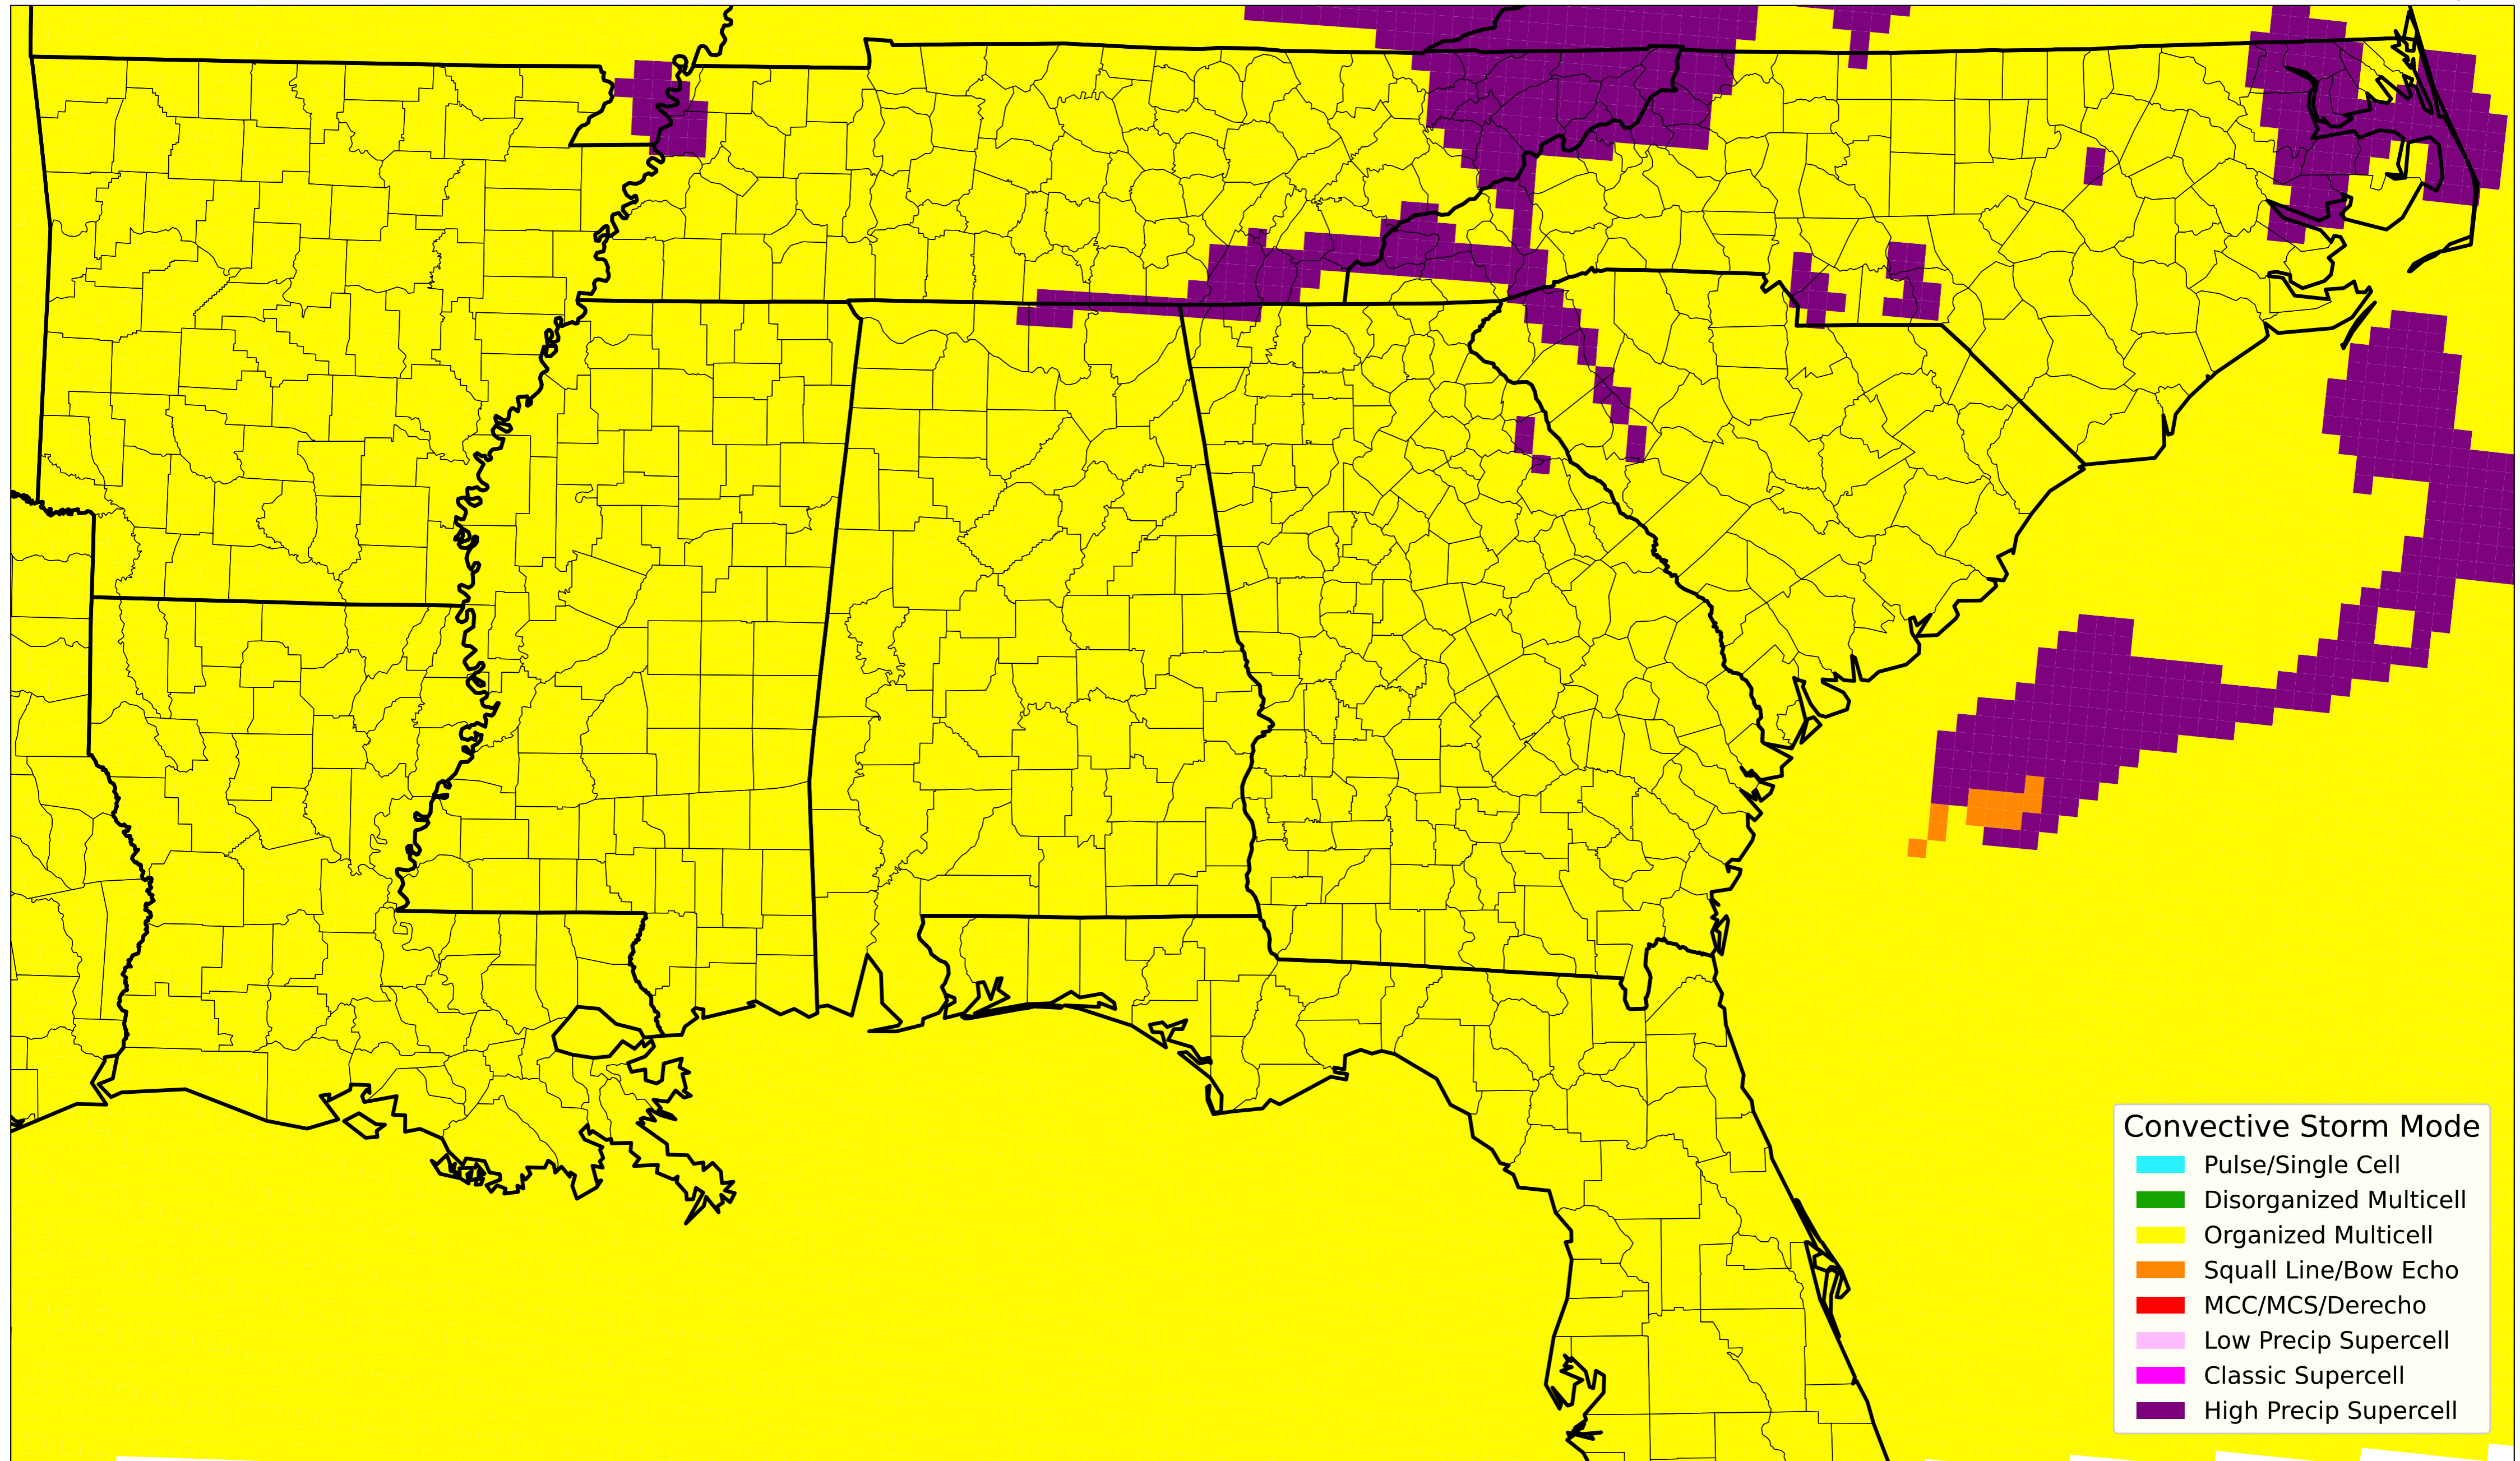 Convective Storm Mode
Pulse/Single Cell
Disorganized Multicell
Organized Multicell
Squall Line/Bow Echo
MCC/MCS/Derecho
Low Precip Supercell
Classic Supercell
High Precip Supercell